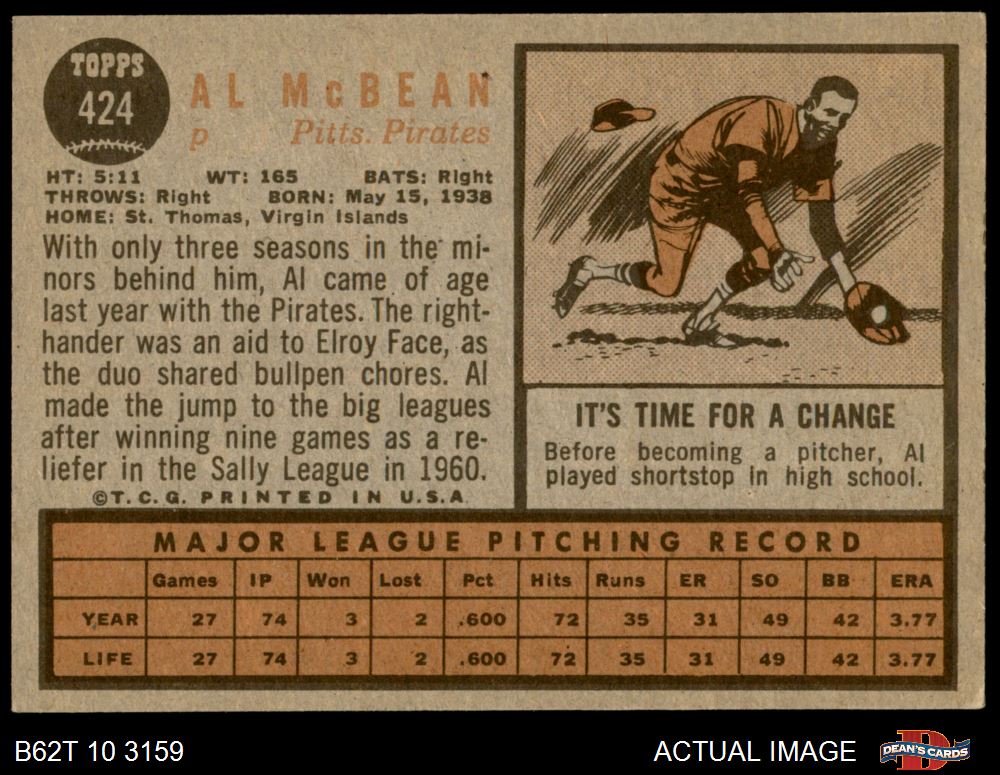 TOPPS
424
AL McBEAN
p Pitts. Pirates
HT: 5:11 WT: 165 BATS: Right
THROWS: Right BORN: May 15, 1938
HOME: St. Thomas, Virgin Islands
With only three seasons in the mi-
nors behind him, Al came of age
last year with the Pirates. The right-
hander was an aid to Elroy Face, as
the duo shared bullpen chores. Al
made the jump to the big leagues
after winning nine games as a re-
liefer in the Sally League in 1960.
©T.C.G. PRINTED IN U.S.A.
IT'S TIME FOR A CHANGE
Before becoming a pitcher, Al
played shortstop in high school.
MAJOR LEAGUE PITCHING RECORD
Games IP Won Lost Pct Hits Runs ER SO BB ERA
YEAR 27 74 3 2 .600 72 35 31 49 42 3.77
LIFE 27 74 3 2 .600 72 35 31 49 42 3.77
B62T 10 3159 ACTUAL IMAGE DEAN'S CARDS